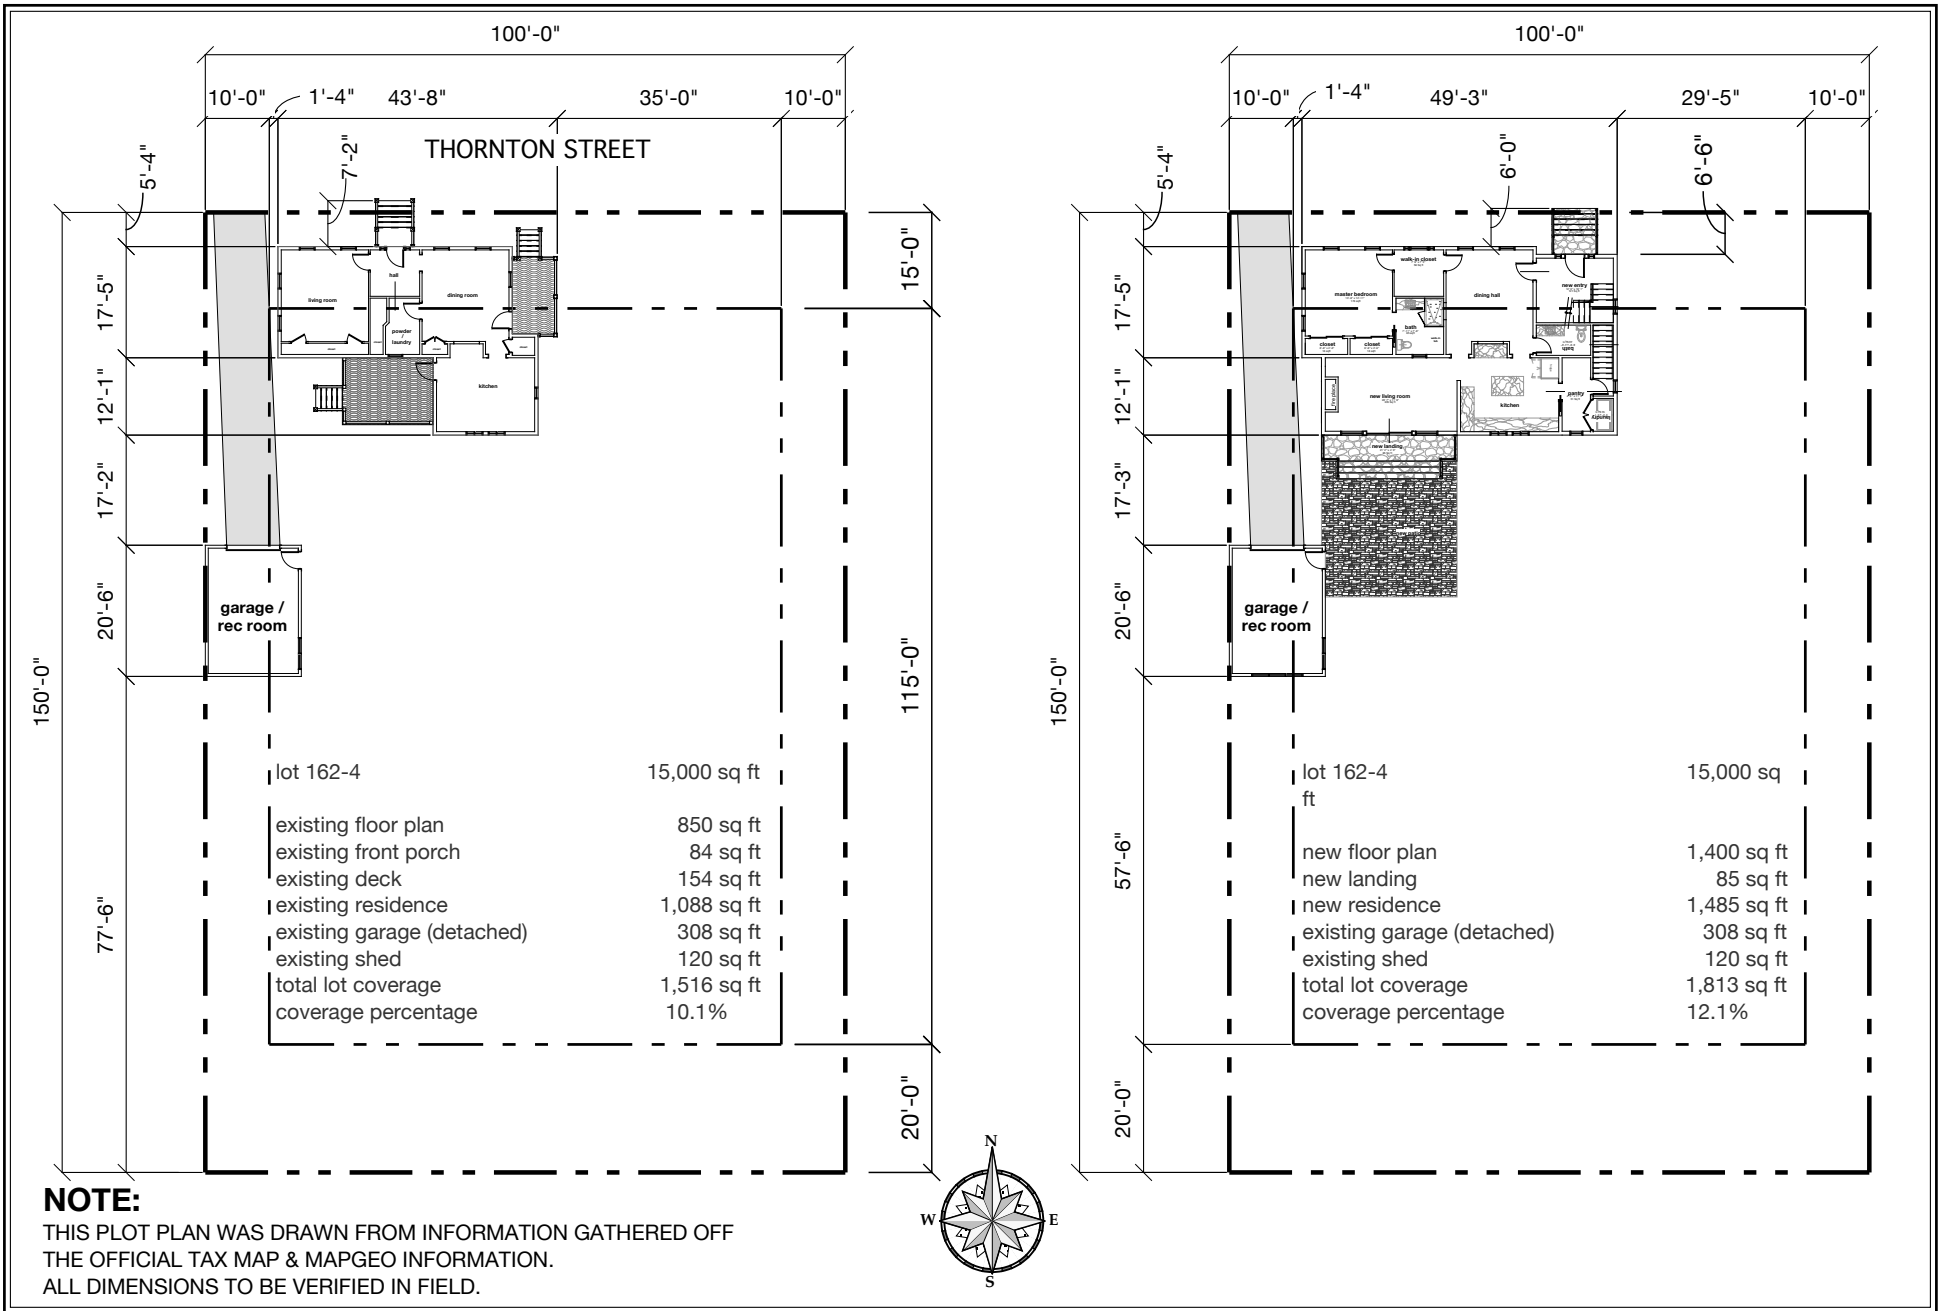 100'-0"
10'-0" 1'-4" 43'-8" 35'-0" 10'-0"
THORNTON STREET
5'-4"
7'-2"
150'-0"
17'-5"
12'-1"
17'-2"
20'-6"
77'-6"
living room
hall
dining room
powder
laundry
kitchen
garage /
rec room
15'-0"
115'-0"
20'-0"
lot 162-4 15,000 sq ft
existing floor plan 850 sq ft
existing front porch 84 sq ft
existing deck 154 sq ft
existing residence 1,088 sq ft
existing garage (detached) 308 sq ft
existing shed 120 sq ft
total lot coverage 1,516 sq ft
coverage percentage 10.1%
100'-0"
10'-0" 1'-4" 49'-3" 29'-5" 10'-0"
5'-4"
6'-0"
6'-6"
150'-0"
17'-5"
12'-1"
17'-3"
20'-6"
57'-6"
20'-0"
walk-in closet
master bedroom
dining hall
new entry
bath
closet
closet
bath
new living room
fire place
kitchen
pantry
laundry
new landing
garage /
rec room
lot 162-4 15,000 sq
ft
new floor plan 1,400 sq ft
new landing 85 sq ft
new residence 1,485 sq ft
existing garage (detached) 308 sq ft
existing shed 120 sq ft
total lot coverage 1,813 sq ft
coverage percentage 12.1%
N
W E
S
NOTE:
THIS PLOT PLAN WAS DRAWN FROM INFORMATION GATHERED OFF
THE OFFICIAL TAX MAP & MAPGEO INFORMATION.
ALL DIMENSIONS TO BE VERIFIED IN FIELD.